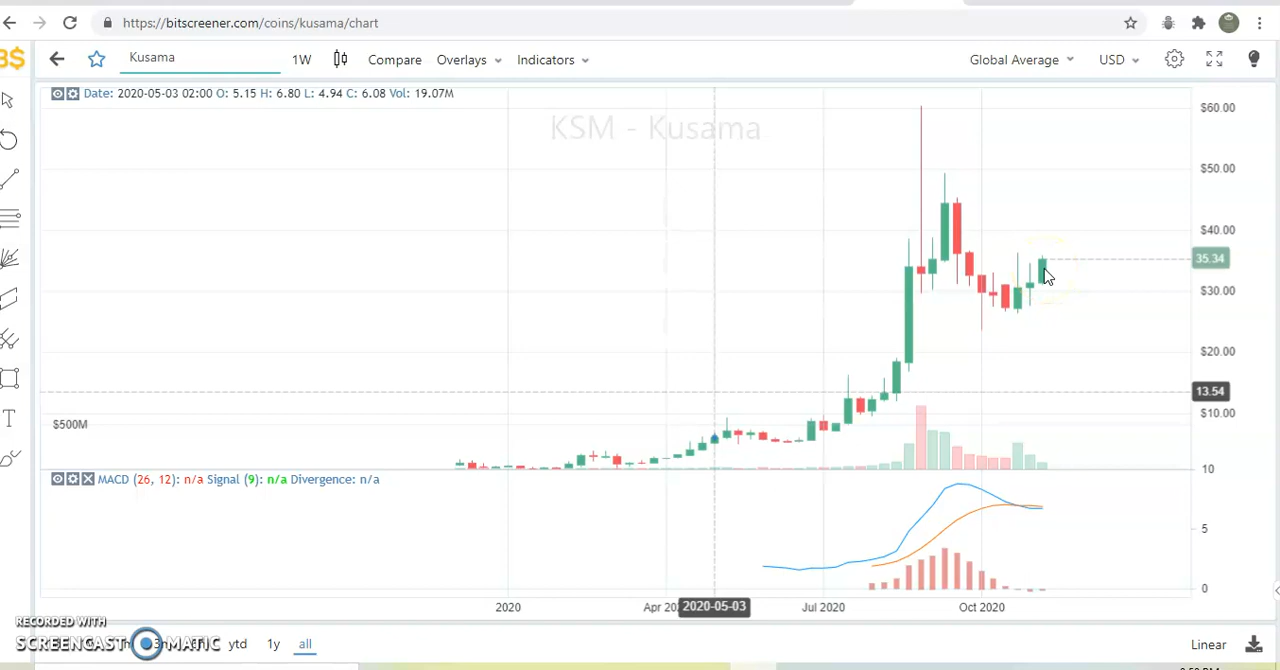 https://bitscreener.com/coins/kusama/chart
B$
Kusama 1W Compare Overlays Indicators Global Average USD
Date: 2020-05-03 02:00 O: 5.15 H: 6.80 L: 4.94 C: 6.08 Vol: 19.07M
KSM - Kusama
$60.00
$50.00
$40.00
35.34
$30.00
$20.00
13.54
$10.00
$500M
T
10
MACD (26, 12): n/a Signal (9): n/a Divergence: n/a
5
0
2020 Apr 2020-05-03 Jul 2020 Oct 2020
RECORDED WITH
SCREENCAST MATIC
ytd 1y all Linear